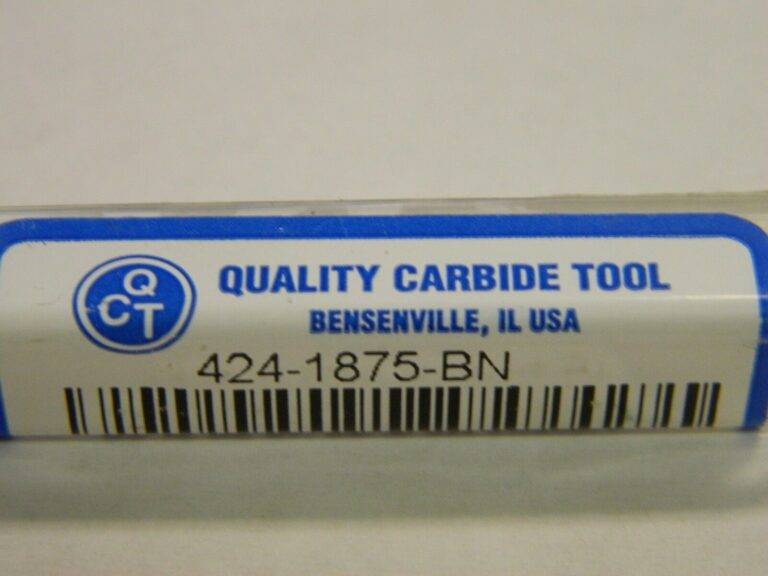 QCT
QUALITY CARBIDE TOOL
BENSENVILLE, IL USA
424-1875-BN